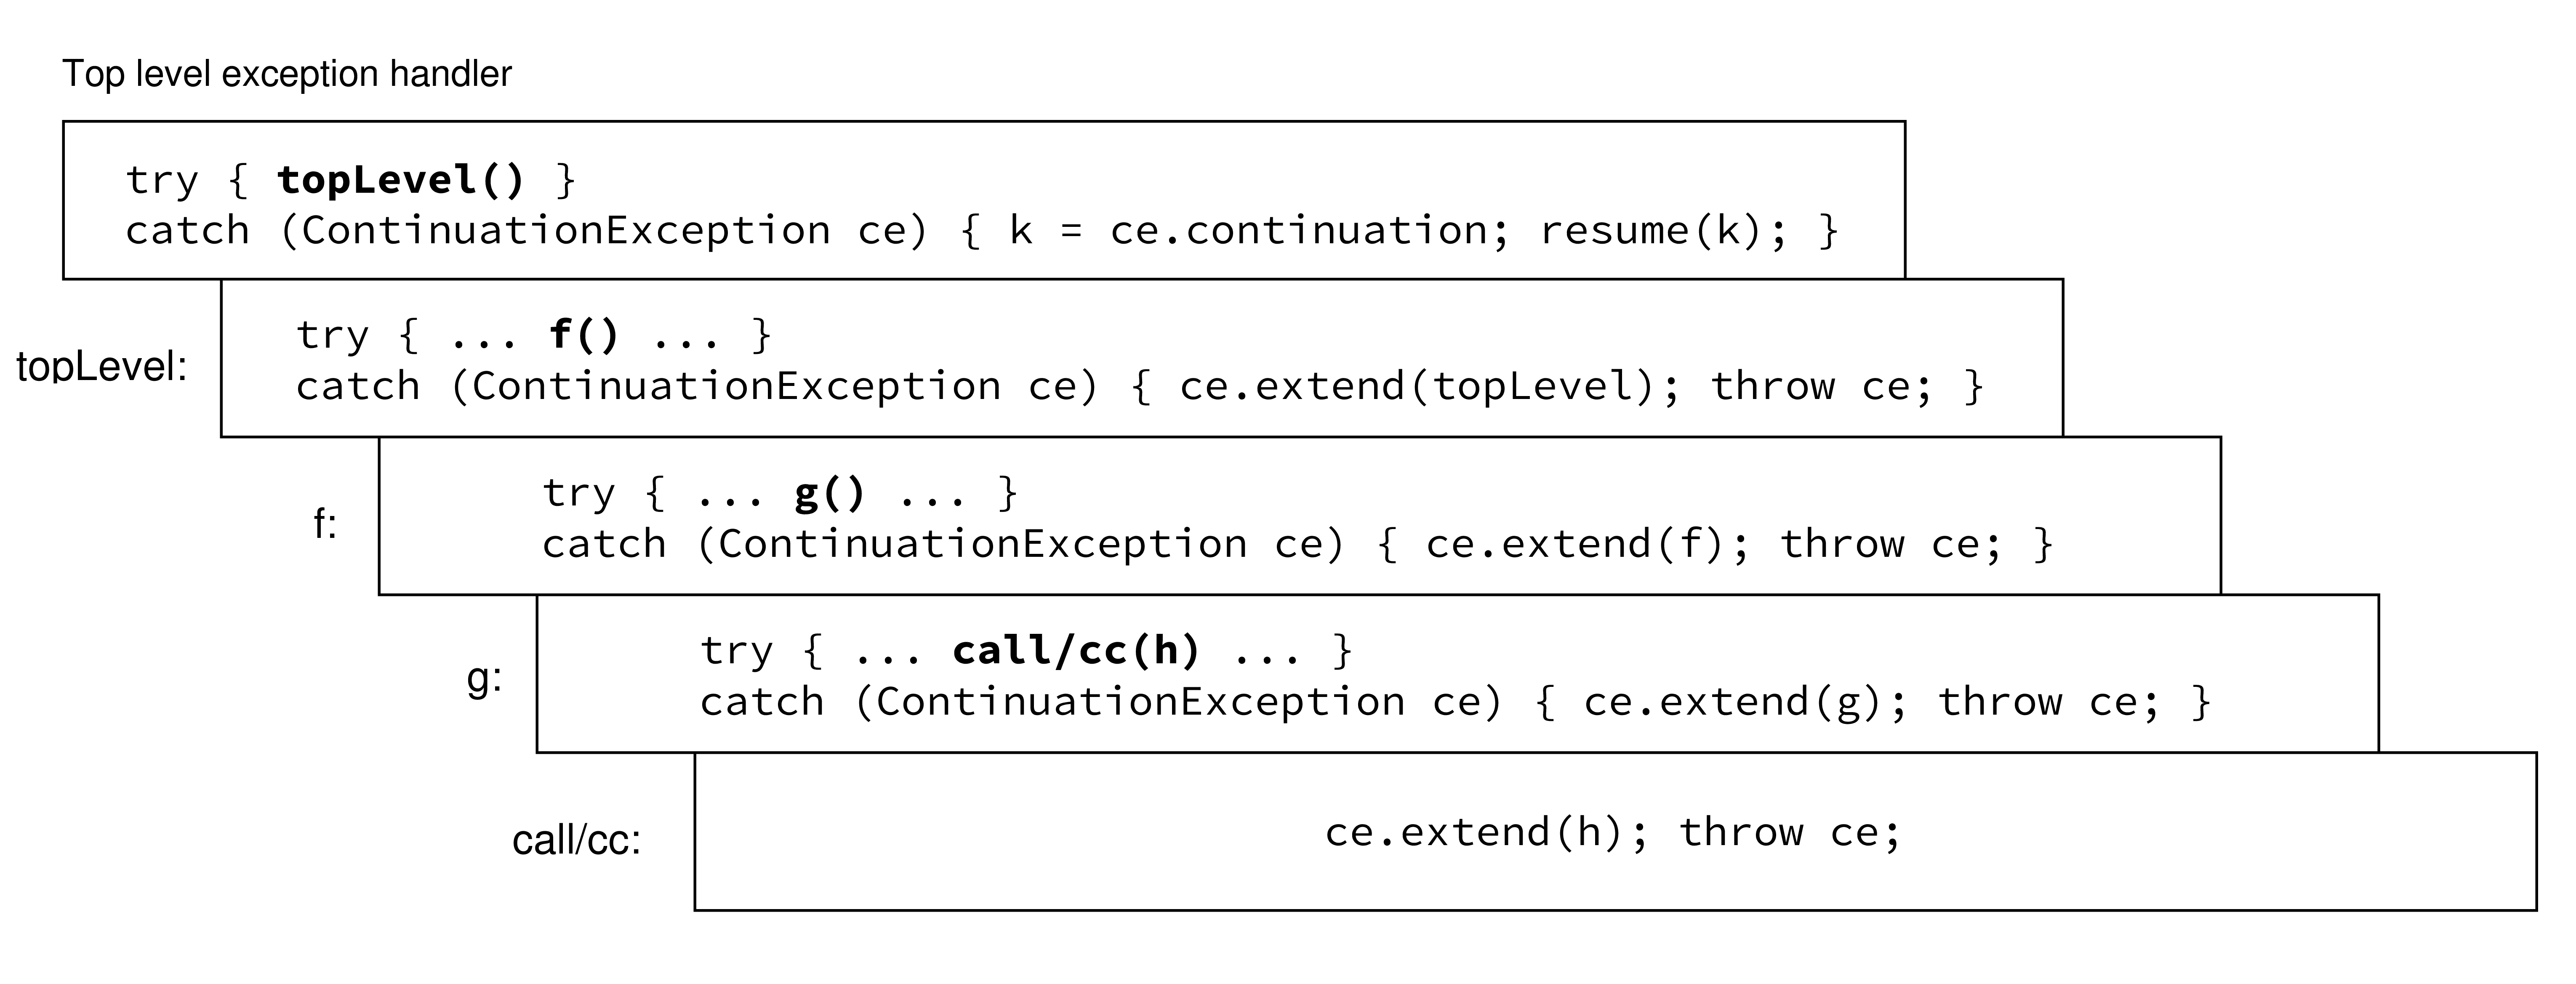 Top level exception handler
try { topLevel() }
catch (ContinuationException ce) { k = ce.continuation; resume(k); }
topLevel:
try { ... f() ... }
catch (ContinuationException ce) { ce.extend(topLevel); throw ce; }
f:
try { ... g() ... }
catch (ContinuationException ce) { ce.extend(f); throw ce; }
g:
try { ... call/cc(h) ... }
catch (ContinuationException ce) { ce.extend(g); throw ce; }
call/cc:
ce.extend(h); throw ce;